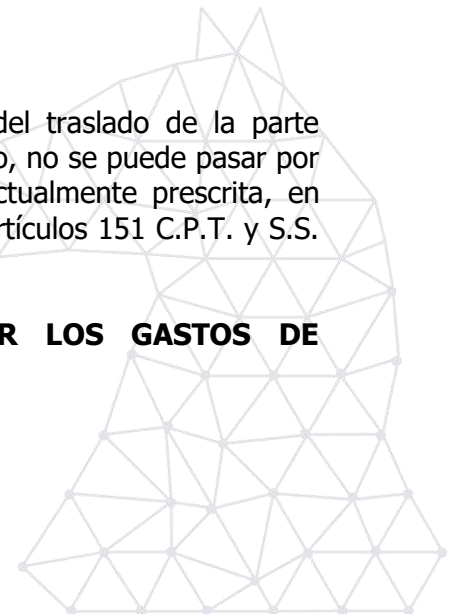 del traslado de la parte
o, no se puede pasar por
ctualmente prescrita, en
rtículos 151 C.P.T. y S.S.
R LOS GASTOS DE